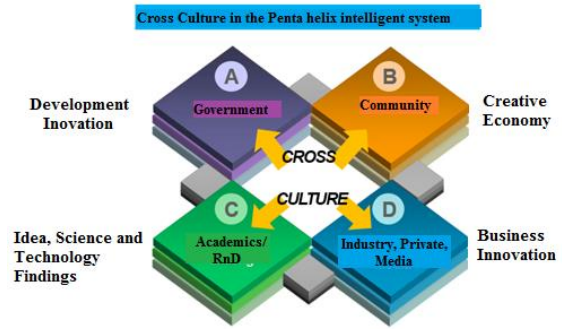 Cross Culture in the Penta helix intelligent system
A
B
Development
Inovation
Government
Community
Creative
Economy
CROSS
CULTURE
C
D
Idea, Science and
Technology
Findings
Academics/
RnD
Industry, Private,
Media
Business
Innovation